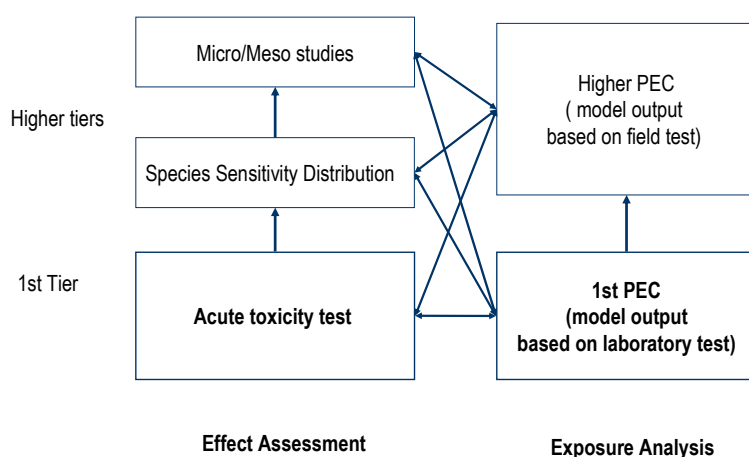 Micro/Meso studies
Higher PEC
( model output
based on field test)
Higher tiers
Species Sensitivity Distribution
1st Tier
Acute toxicity test
1st PEC
(model output
based on laboratory test)
Effect Assessment
Exposure Analysis